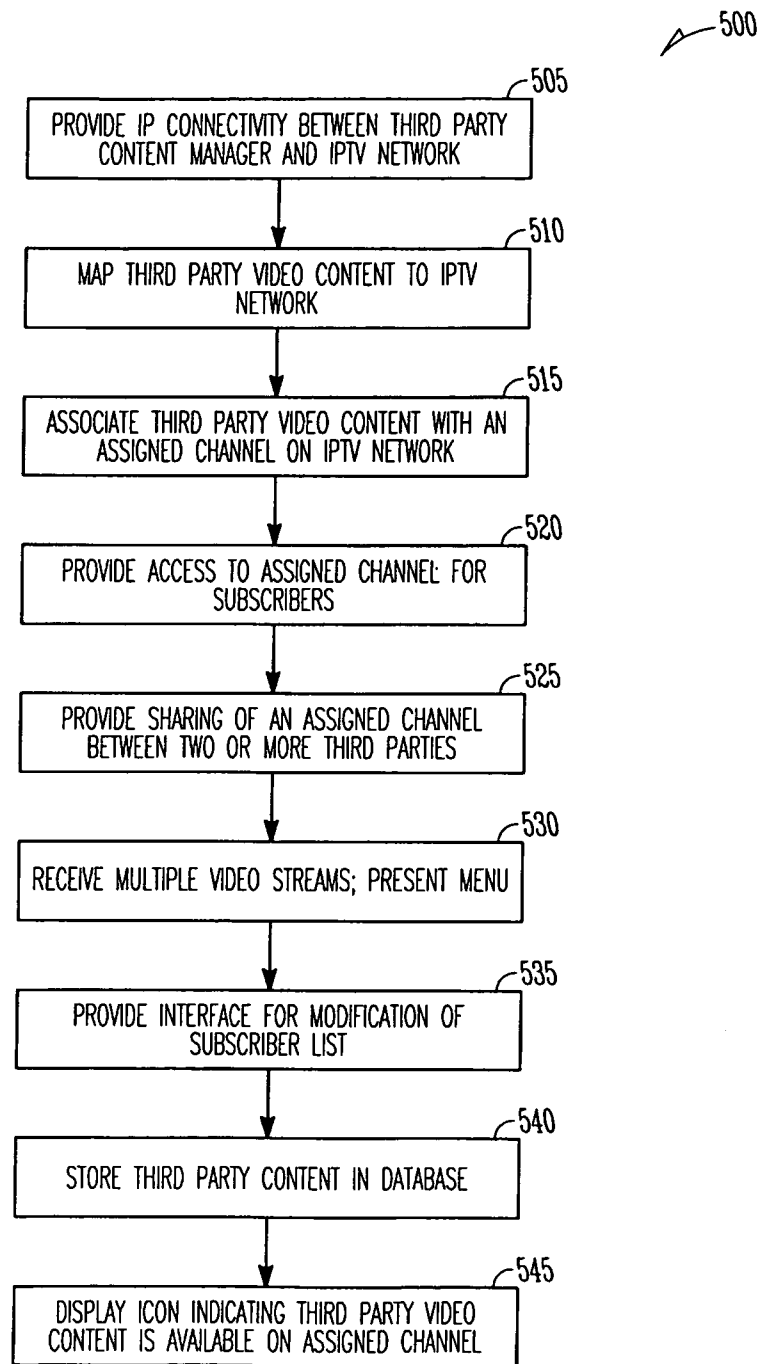 500
505
PROVIDE IP CONNECTIVITY BETWEEN THIRD PARTY
CONTENT MANAGER AND IPTV NETWORK
510
MAP THIRD PARTY VIDEO CONTENT TO IPTV
NETWORK
515
ASSOCIATE THIRD PARTY VIDEO CONTENT WITH AN
ASSIGNED CHANNEL ON IPTV NETWORK
520
PROVIDE ACCESS TO ASSIGNED CHANNEL FOR
SUBSCRIBERS
525
PROVIDE SHARING OF AN ASSIGNED CHANNEL
BETWEEN TWO OR MORE THIRD PARTIES
530
RECEIVE MULTIPLE VIDEO STREAMS; PRESENT MENU
535
PROVIDE INTERFACE FOR MODIFICATION OF
SUBSCRIBER LIST
540
STORE THIRD PARTY CONTENT IN DATABASE
545
DISPLAY ICON INDICATING THIRD PARTY VIDEO
CONTENT IS AVAILABLE ON ASSIGNED CHANNEL